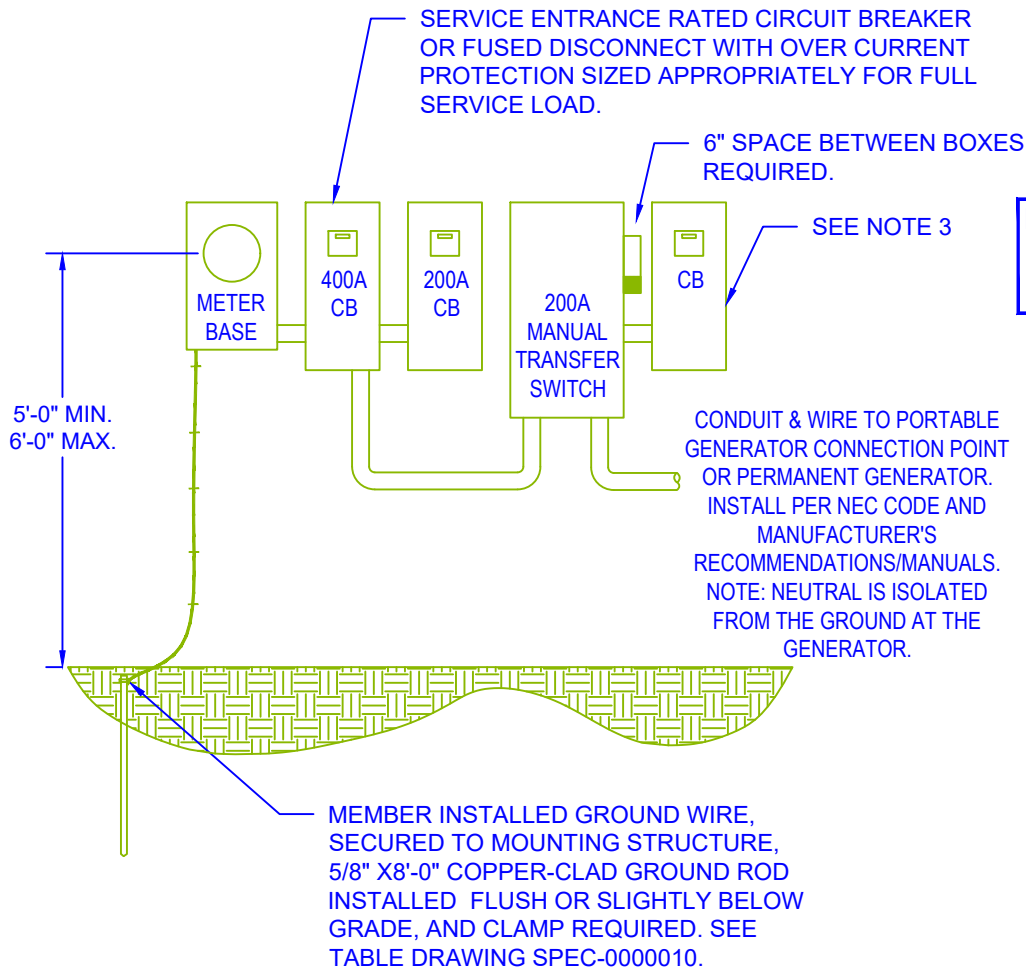 SERVICE ENTRANCE RATED CIRCUIT BREAKER
OR FUSED DISCONNECT WITH OVER CURRENT
PROTECTION SIZED APPROPRIATELY FOR FULL
SERVICE LOAD.
6" SPACE BETWEEN BOXES
REQUIRED.
SEE NOTE 3
METER
BASE
400A
CB
200A
CB
200A
MANUAL
TRANSFER
SWITCH
CB
5'-0" MIN.
6'-0" MAX.
CONDUIT & WIRE TO PORTABLE
GENERATOR CONNECTION POINT
OR PERMANENT GENERATOR.
INSTALL PER NEC CODE AND
MANUFACTURER'S
RECOMMENDATIONS/MANUALS.
NOTE: NEUTRAL IS ISOLATED
FROM THE GROUND AT THE
GENERATOR.
MEMBER INSTALLED GROUND WIRE,
SECURED TO MOUNTING STRUCTURE,
5/8" X8'-0" COPPER-CLAD GROUND ROD
INSTALLED FLUSH OR SLIGHTLY BELOW
GRADE, AND CLAMP REQUIRED. SEE
TABLE DRAWING SPEC-0000010.